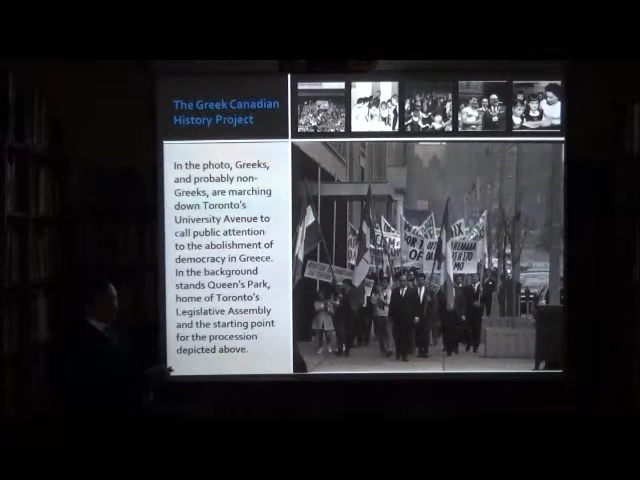 The Greek Canadian
History Project
In the photo, Greeks,
and probably non-
Greeks, are marching
down Toronto's
University Avenue to
call public attention
to the abolishment of
democracy in Greece.
In the background
stands Queen's Park,
home of Toronto's
Legislative Assembly
and the starting point
for the procession
depicted above.